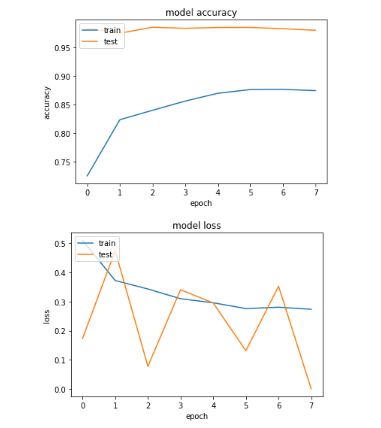 model accuracy
train
test
0.95
0.90
0.85
0.80
0.75
accuracy
0 1 2 3 4 5 6 7
epoch
model loss
train
test
0.5
0.4
0.3
0.2
0.1
0.0
loss
0 1 2 3 4 5 6 7
epoch